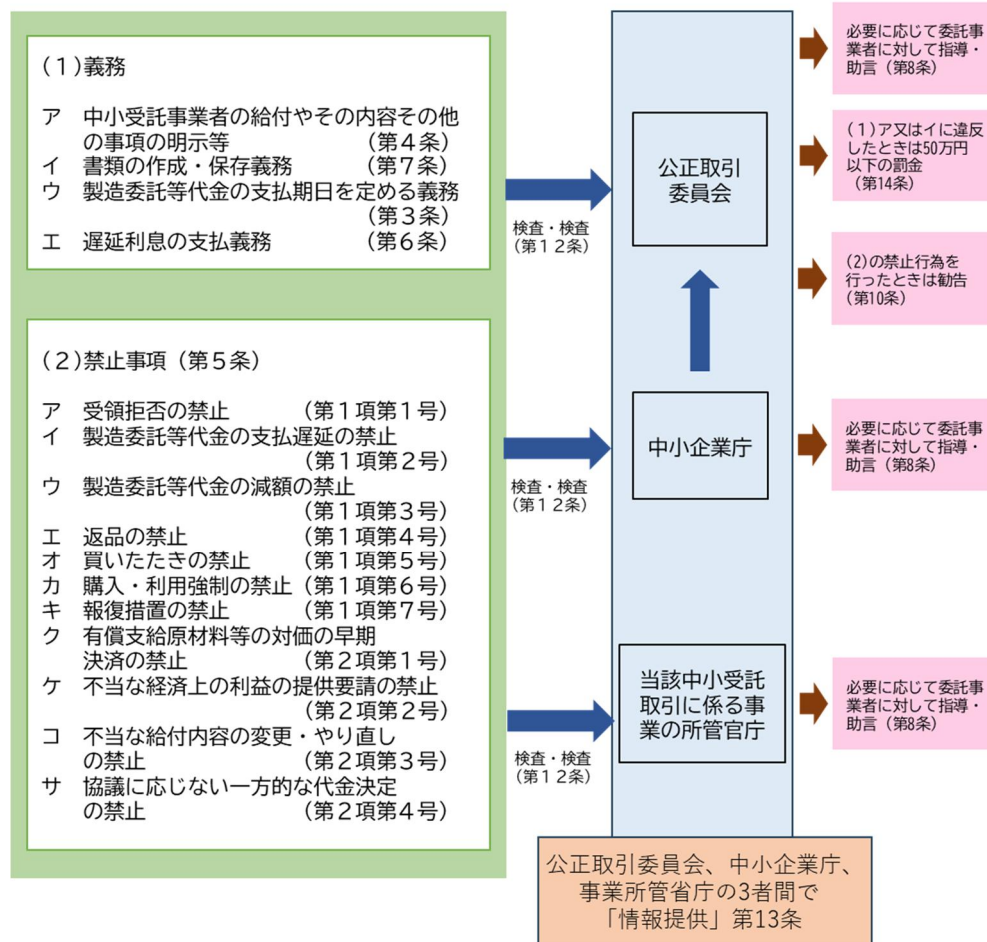 (1)義務
ア　中小受託事業者の給付やその内容その他
の事項の明示等　（第4条）
イ　書類の作成・保存義務　（第7条）
ウ　製造委託等代金の支払期日を定める義務
（第3条）
エ　遅延利息の支払義務　（第6条）
(2)禁止事項（第5条）
ア　受領拒否の禁止　（第1項第1号）
イ　製造委託等代金の支払遅延の禁止
（第1項第2号）
ウ　製造委託等代金の減額の禁止
（第1項第3号）
エ　返品の禁止　（第1項第4号）
オ　買いたたきの禁止　（第1項第5号）
カ　購入・利用強制の禁止（第1項第6号）
キ　報復措置の禁止　（第1項第7号）
ク　有償支給原材料等の対価の早期
決済の禁止　（第2項第1号）
ケ　不当な経済上の利益の提供要請の禁止
（第2項第2号）
コ　不当な給付内容の変更・やり直し
の禁止　（第2項第3号）
サ　協議に応じない一方的な代金決定
の禁止　（第2項第4号）
検査・検査
（第12条）
検査・検査
（第12条）
検査・検査
（第12条）
公正取引
委員会
中小企業庁
当該中小受託
取引に係る事
業の所管官庁
公正取引委員会、中小企業庁、
事業所管省庁の3者間で
「情報提供」第13条
必要に応じて委託事
業者に対して指導・
助言（第8条）
(1)ア又はイに違反
したときは50万円
以下の罰金
（第14条）
(2)の禁止行為を
行ったときは勧告
（第10条）
必要に応じて委託事
業者に対して指導・
助言（第8条）
必要に応じて委託事
業者に対して指導・
助言（第8条）